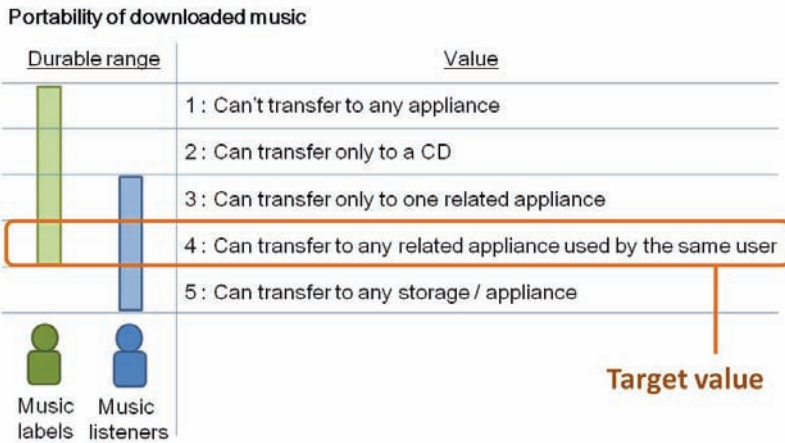 Portability of downloaded music
Durable range Value
1 : Can't transfer to any appliance
2 : Can transfer only to a CD
3 : Can transfer only to one related appliance
4 : Can transfer to any related appliance used by the same user
5 : Can transfer to any storage / appliance
Target value
Music Music
labels listeners